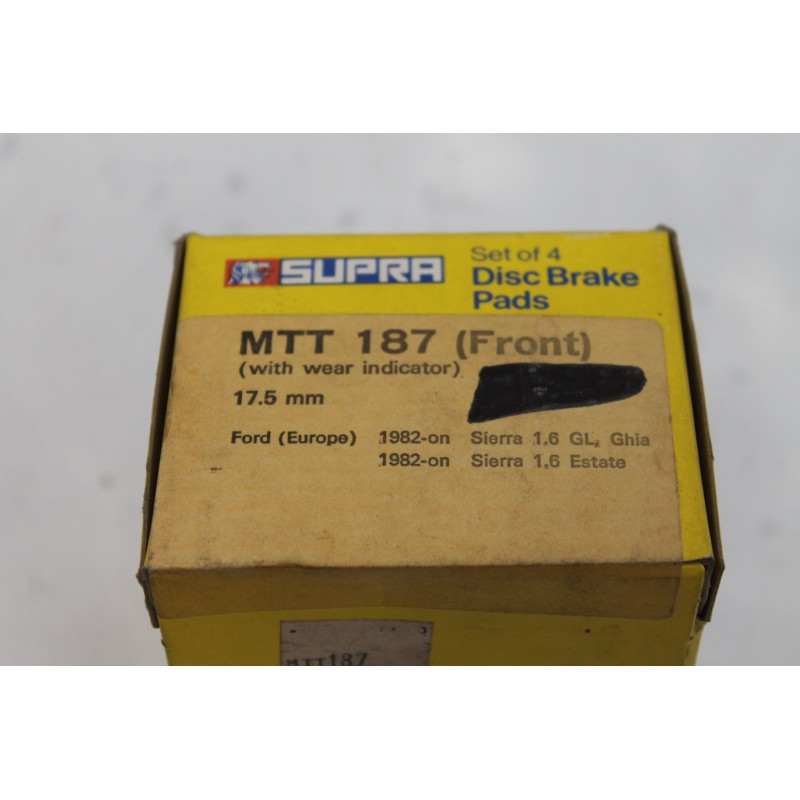 SUPRA
Set of 4
Disc Brake
Pads
MTT 187 (Front)
(with wear indicator)
17.5 mm
Ford (Europe) 1982-on Sierra 1.6 GL, Ghia
1982-on Sierra 1.6 Estate
MTT187